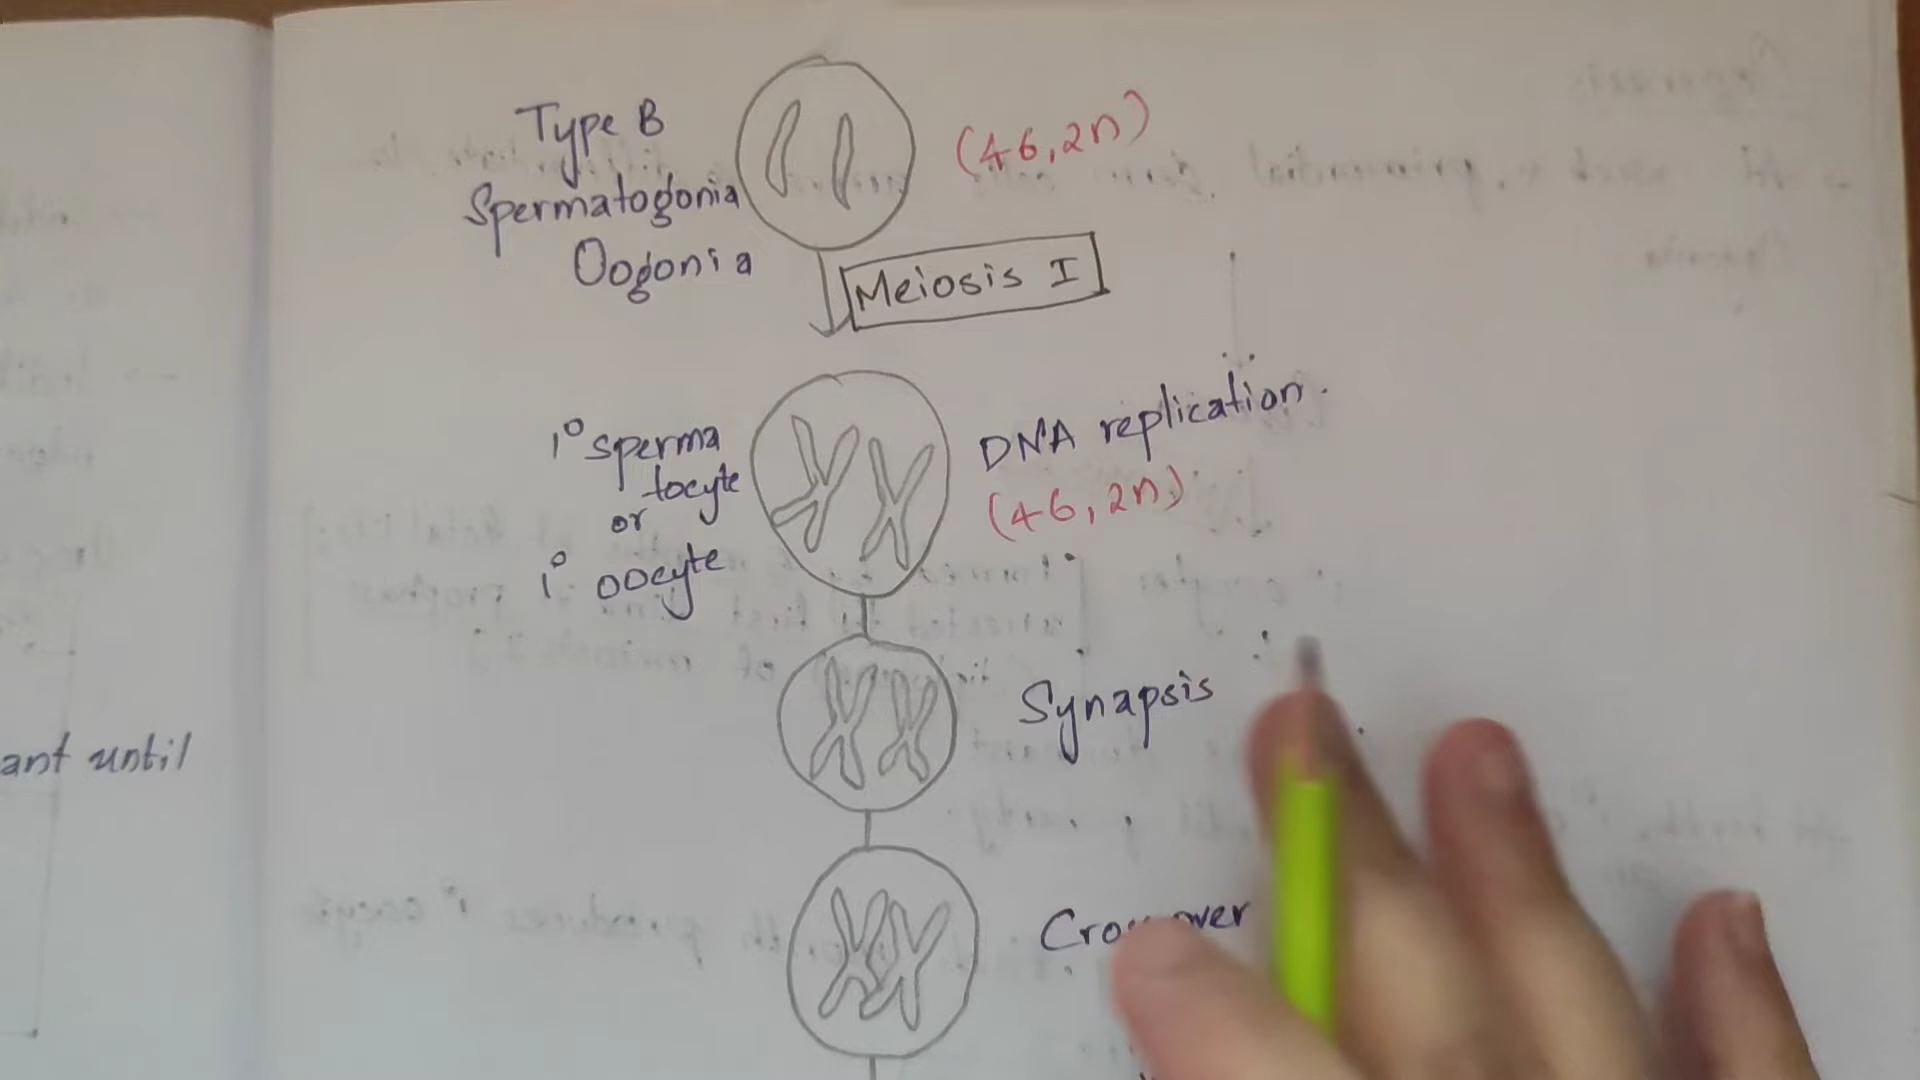 Type B
Spermatogonia
Oogonia
(46,2n)
Meiosis I
1° sperma
tocyte
or
1° oocyte
DNA replication.
(46,2n)
Synapsis
ant until